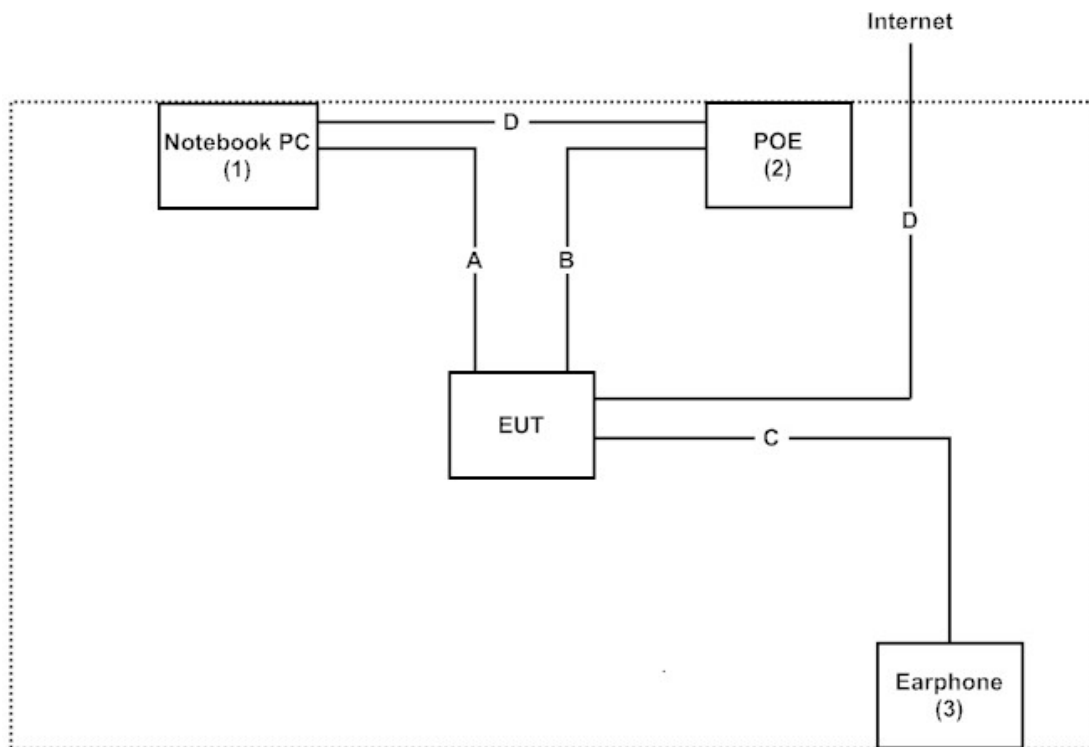 Internet
Notebook PC
(1)
D
POE
(2)
D
A
B
EUT
C
Earphone
(3)